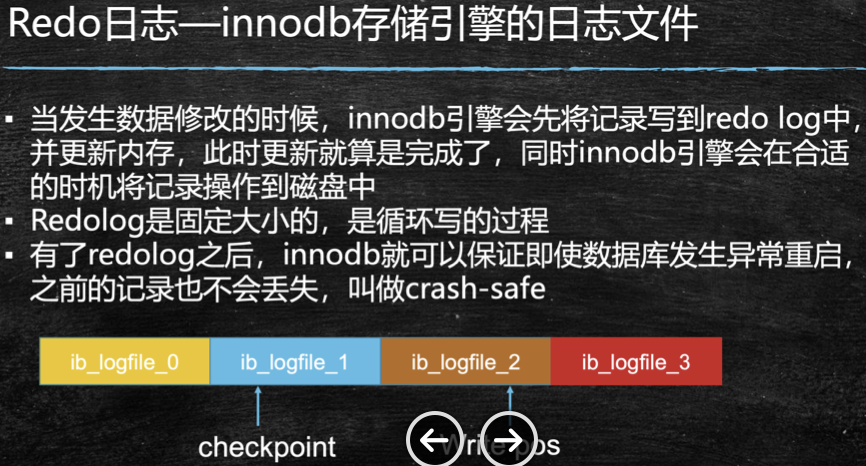 Redo日志—innodb存储引擎的日志文件
▪ 当发生数据修改的时候，innodb引擎会先将记录写到redo log中，
并更新内存，此时更新就算是完成了，同时innodb引擎会在合适
的时机将记录操作到磁盘中
▪ Redolog是固定大小的，是循环写的过程
▪ 有了redolog之后，innodb就可以保证即使数据库发生异常重启，
之前的记录也不会丢失，叫做crash-safe
ib_logfile_0 ib_logfile_1 ib_logfile_2 ib_logfile_3
checkpoint Write pos